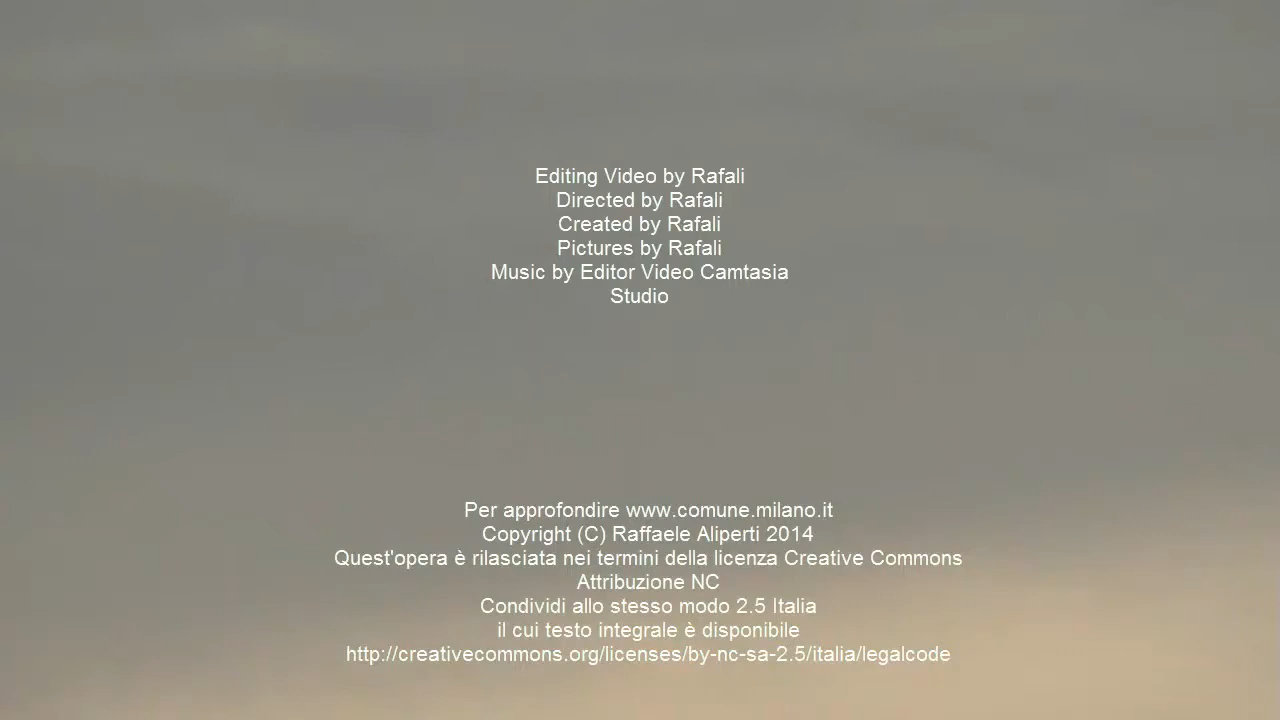 Editing Video by Rafali
Directed by Rafali
Created by Rafali
Pictures by Rafali
Music by Editor Video Camtasia
Studio
Per approfondire www.comune.milano.it
Copyright (C) Raffaele Aliperti 2014
Quest'opera è rilasciata nei termini della licenza Creative Commons
Attribuzione NC
Condividi allo stesso modo 2.5 Italia
il cui testo integrale è disponibile
http://creativecommons.org/licenses/by-nc-sa-2.5/italia/legalcode